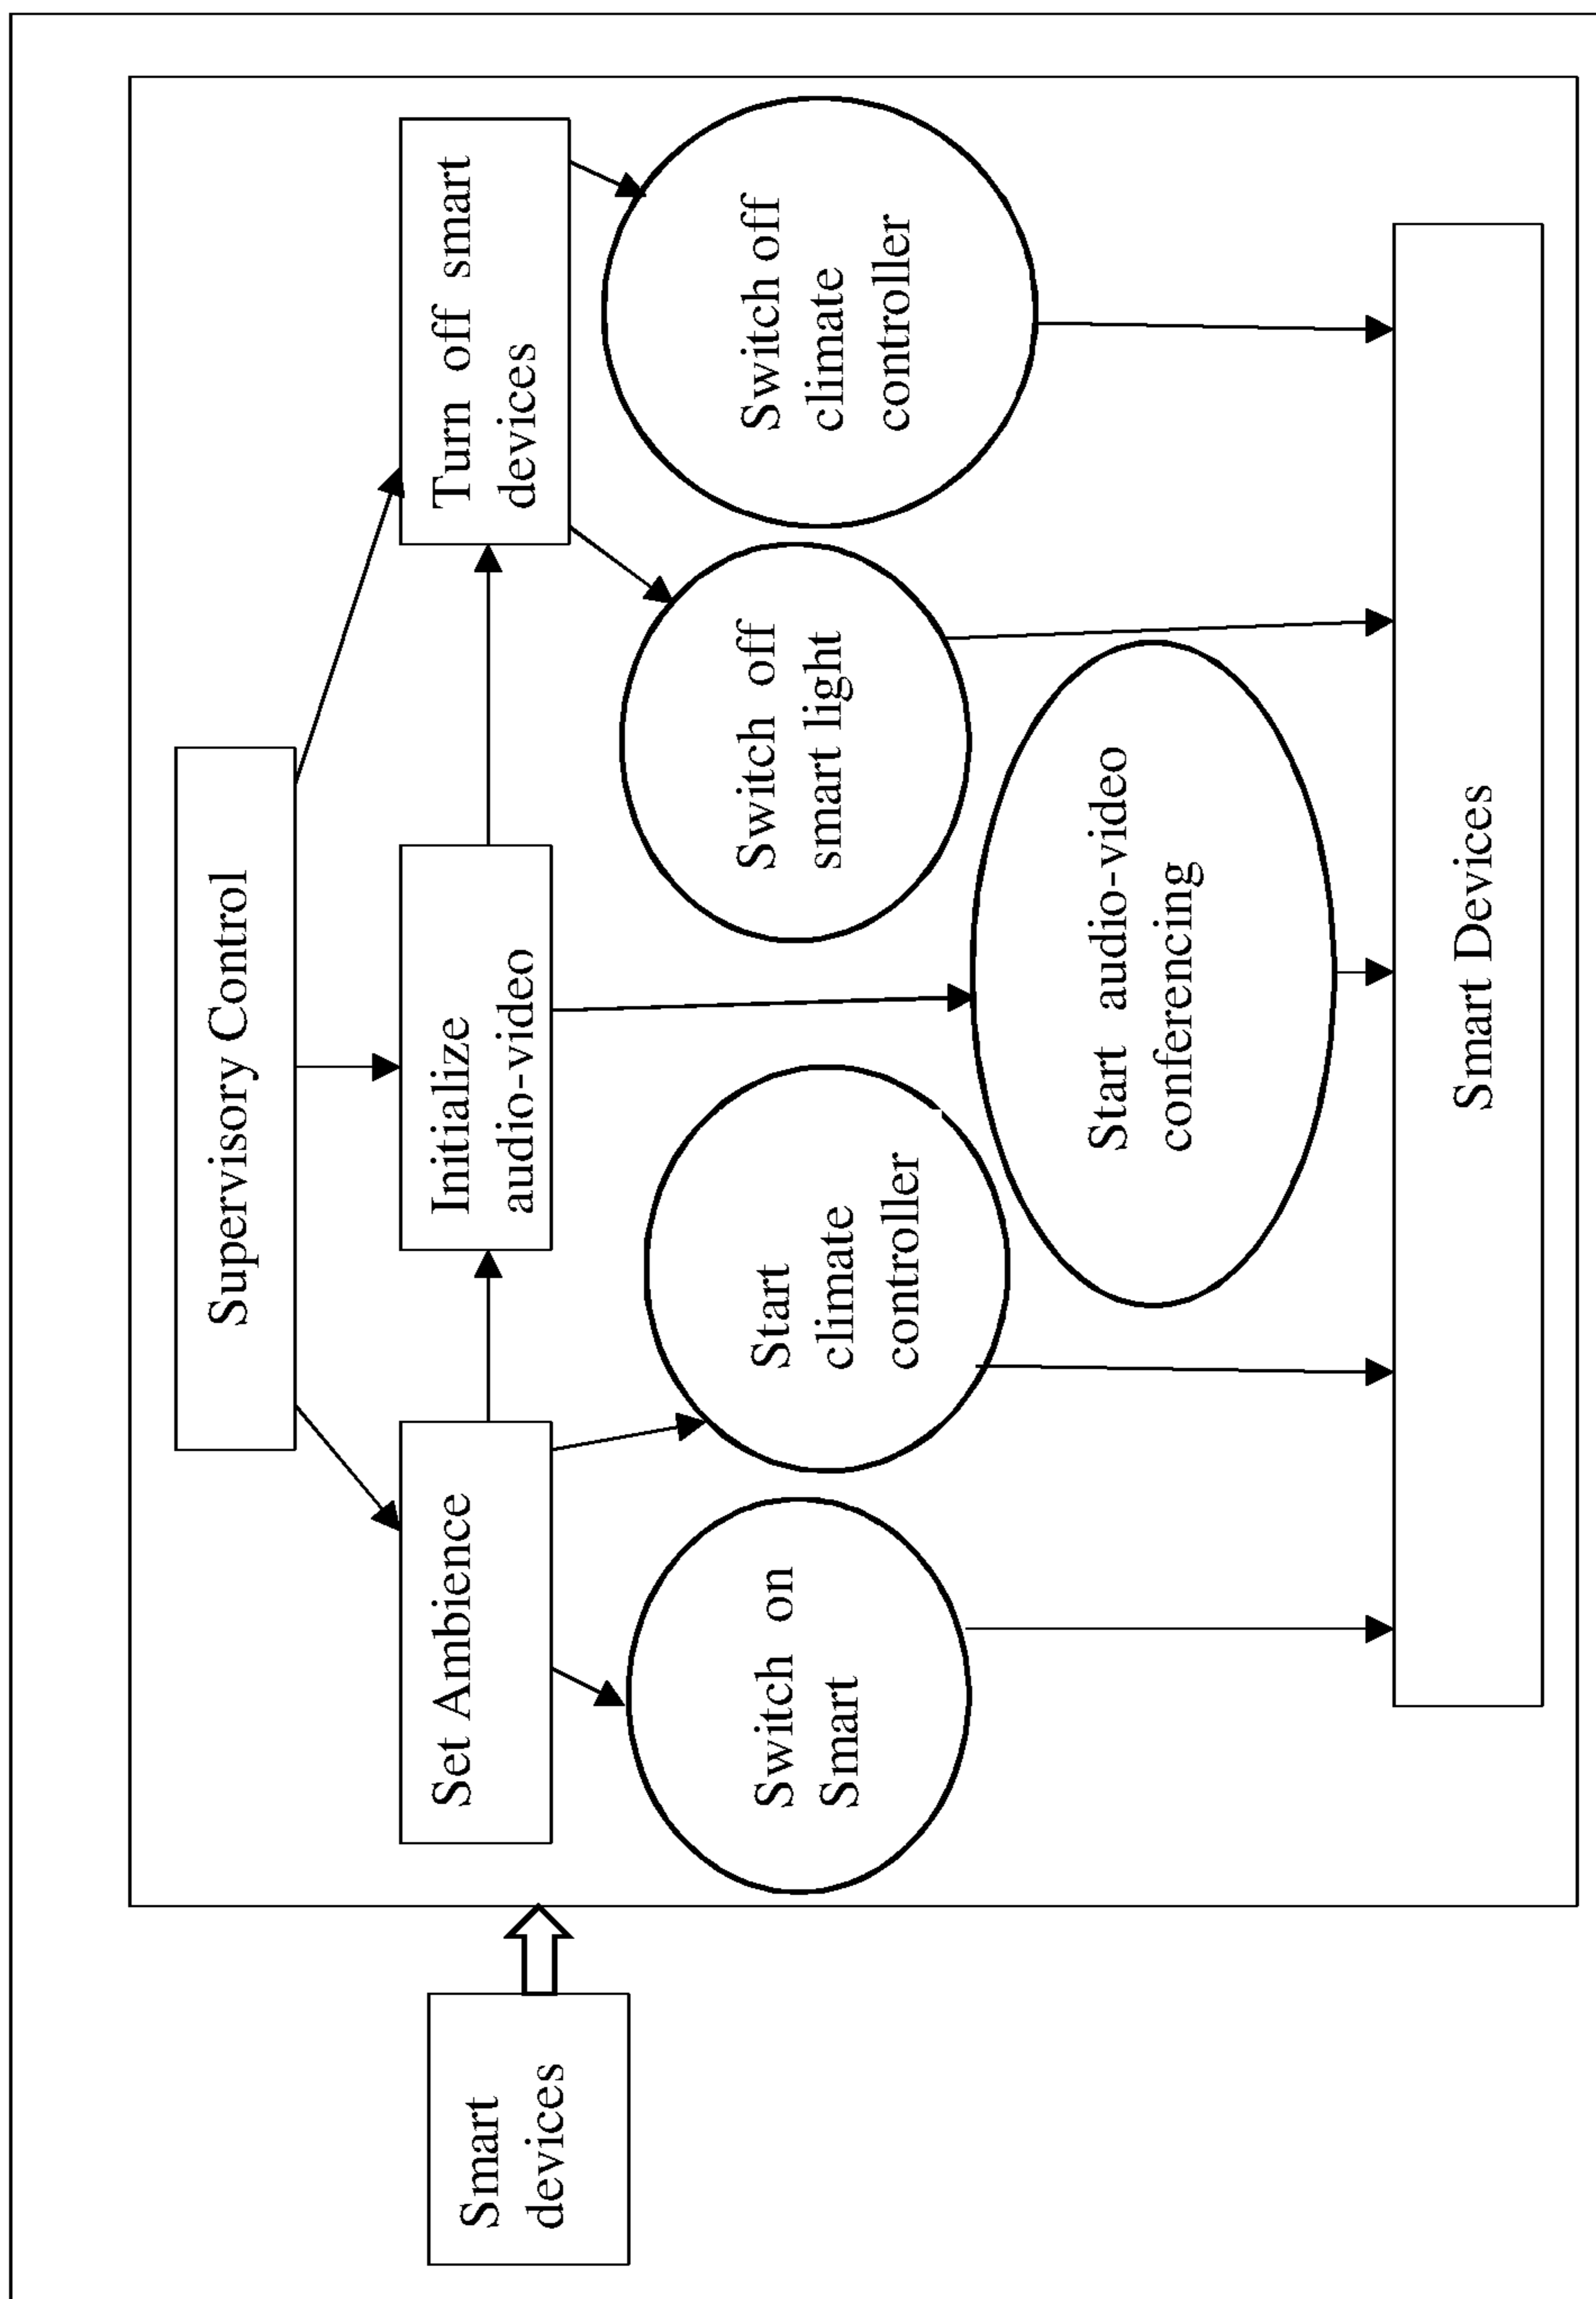 Supervisory Control
Smart
devices
Set Ambience
Initialize
audio-video
Turn off smart
devices
Switch on
Smart
Start
climate
controller
Switch off
smart light
Switch off
climate
controller
Start audio-video
conferencing
Smart Devices